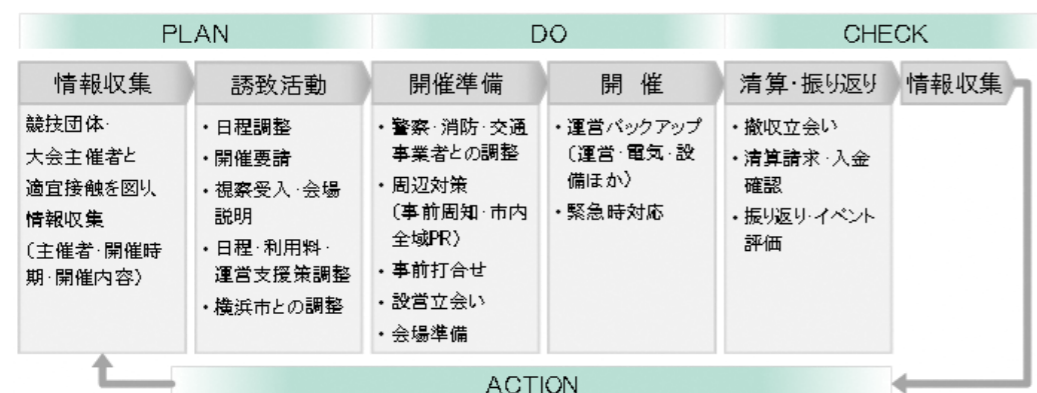 PLAN
DO
CHECK
情報収集
誘致活動
開催準備
開 催
清算・振り返り
情報収集
競技団体・
大会主催者と
適宜接触を図り、
情報収集
(主催者・開催時
期・開催内容)
・日程調整
・開催要請
・視察受入・会場
説明
・日程・利用料・
運営支援策調整
・横浜市との調整
・警察・消防・交通
事業者との調整
・周辺対策
(事前周知・市内
全域PR)
・事前打合せ
・設営立会い
・会場準備
・運営バックアップ
(運営・電気・設
備ほか)
・緊急時対応
・撤収立会い
・清算請求・入金
確認
・振り返り・イベント
評価
ACTION